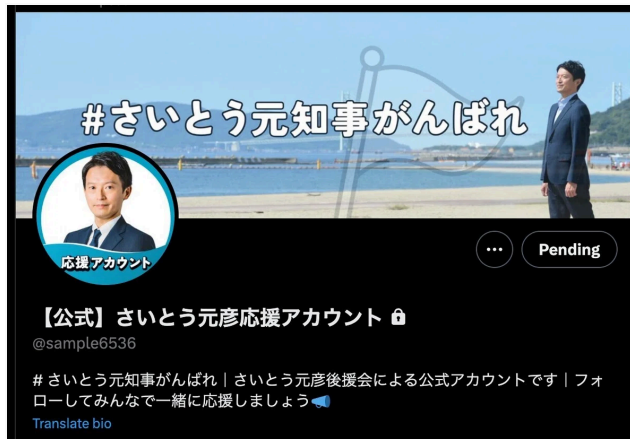 #さいとう元知事がんばれ
応援アカウント
Pending
【公式】さいとう元彦応援アカウント
@sample6536
# さいとう元知事がんばれ｜さいとう元彦後援会による公式アカウントです｜フォ
ローしてみんなで一緒に応援しましょう📣
Translate bio